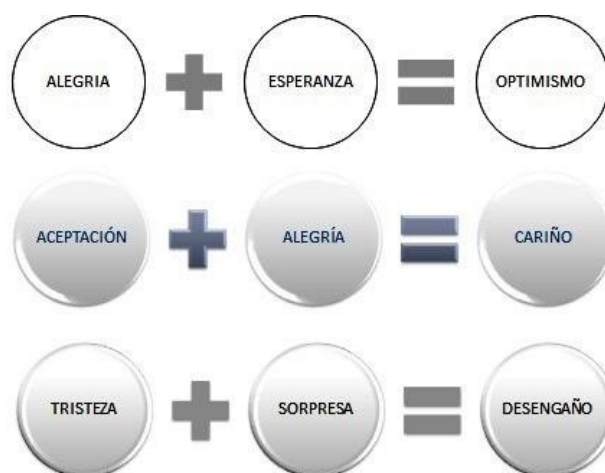 ALEGRIA + ESPERANZA = OPTIMISMO
ACEPTACIÓN + ALEGRÍA = CARIÑO
TRISTEZA + SORPRESA = DESENGAÑO